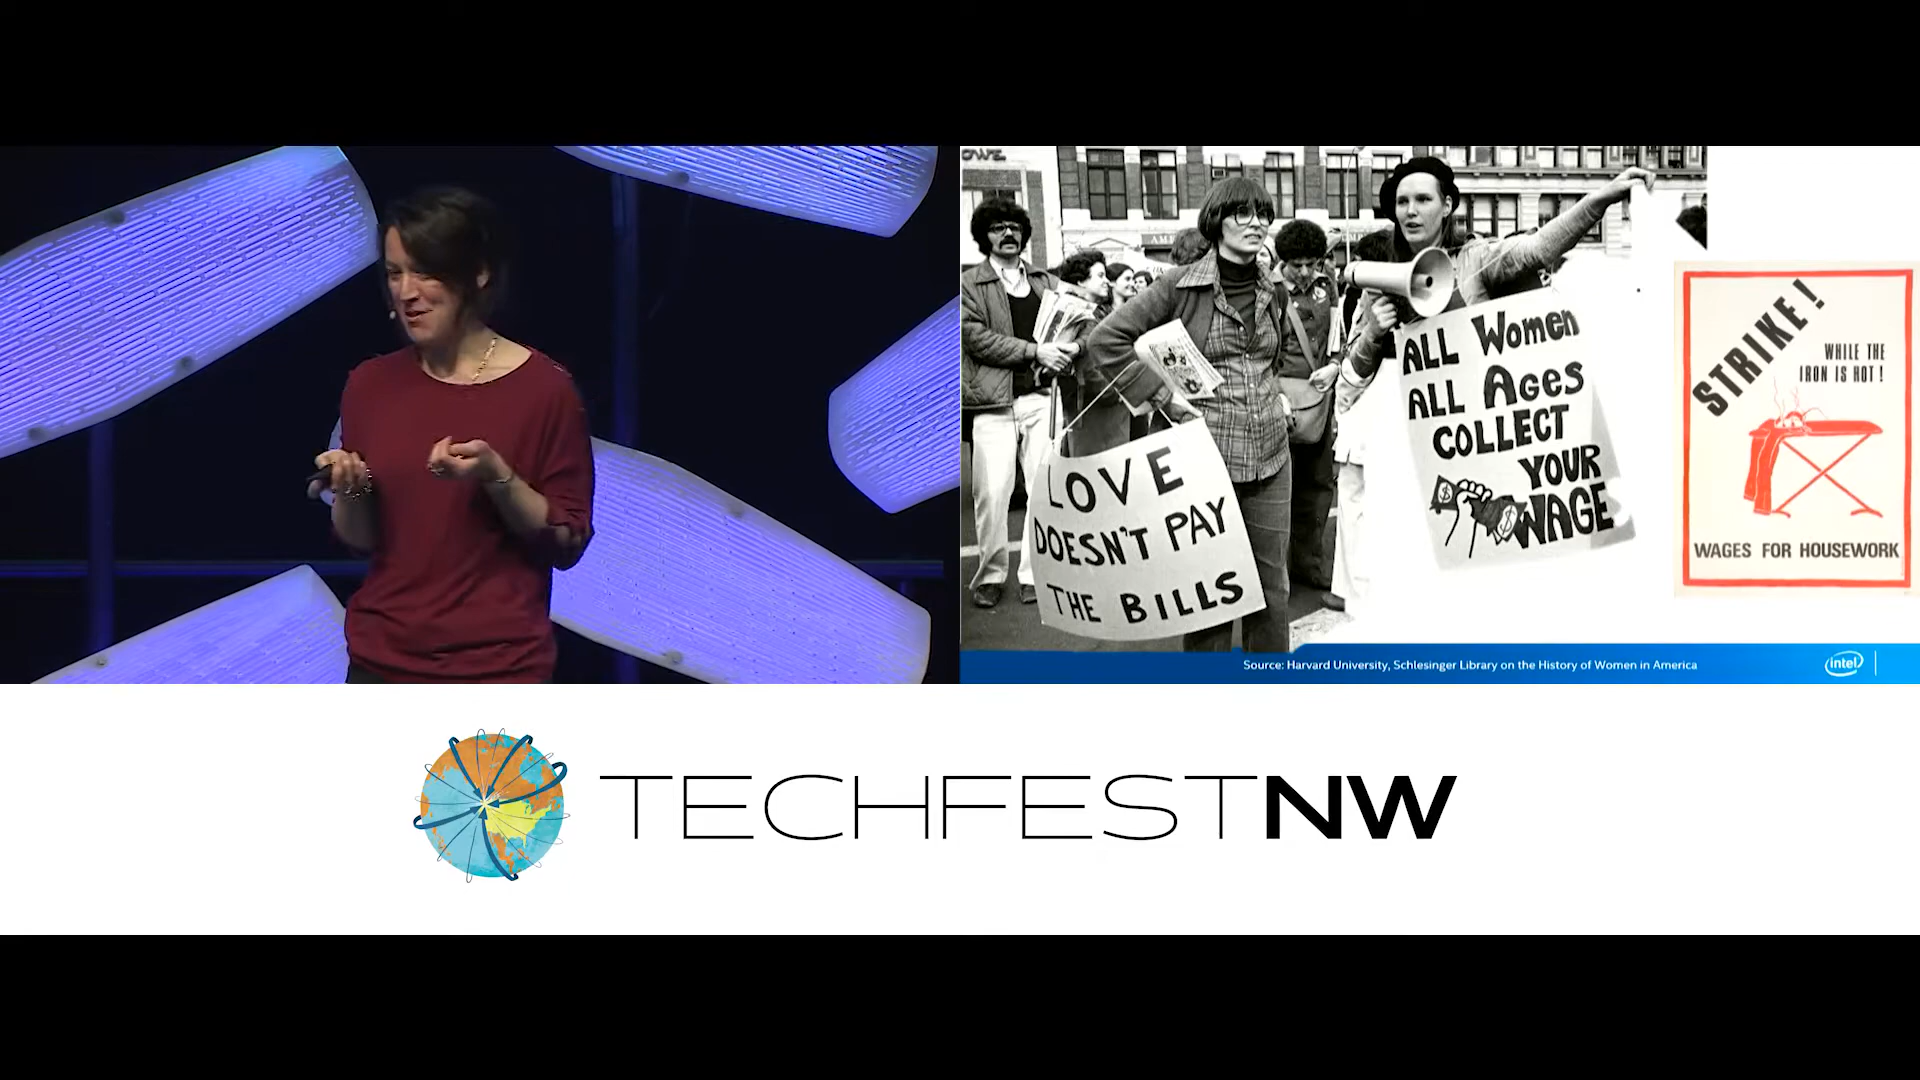 LOVE
DOESN'T PAY
THE BILLS
ALL WOMEN
ALL AGES
COLLECT
YOUR
WAGE
$
$
STRIKE!
WHILE THE
IRON IS HOT!
WAGES FOR HOUSEWORK
Source: Harvard University, Schlesinger Library on the History of Women in America
intel
TECHFESTNW